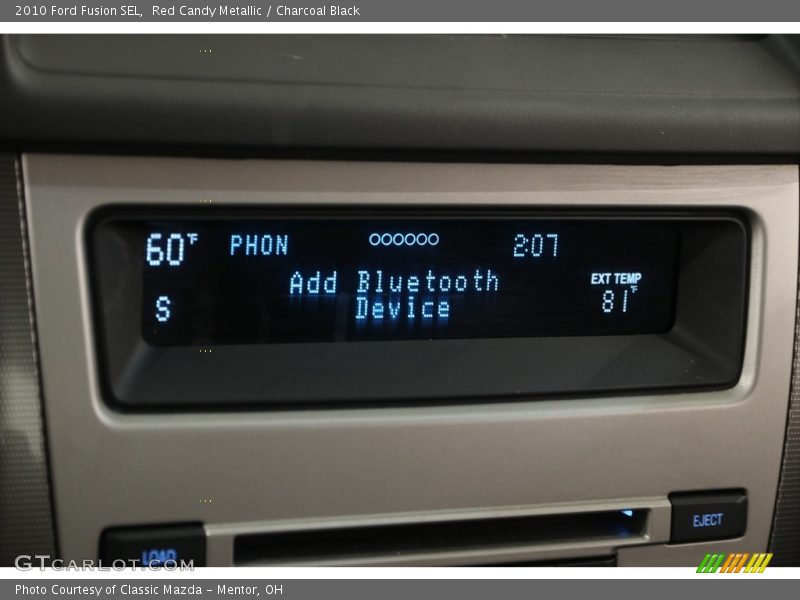 2010 Ford Fusion SEL,  Red Candy Metallic / Charcoal Black
60°F PHON 2:07
Add Bluetooth
Device
EXT TEMP
S 81°F
EJECT
LOAD
GTCARLOT.COM
Photo Courtesy of Classic Mazda - Mentor, OH